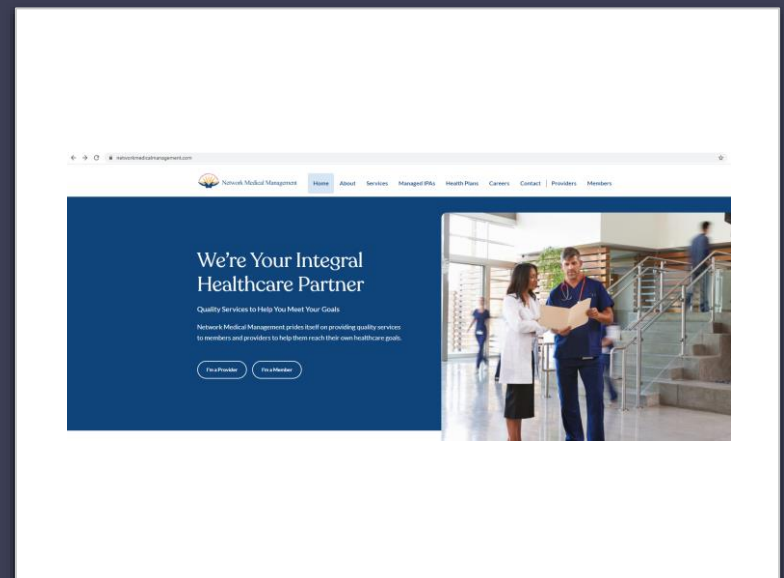 networkmedicalmanagement.com
Network Medical Management
Home About Services Managed IPAs Health Plans Careers Contact | Providers Members
We're Your Integral
Healthcare Partner
Quality Services to Help You Meet Your Goals
Network Medical Management prides itself on providing quality services
to members and providers to help them reach their own healthcare goals.
I'm a Provider I'm a Member